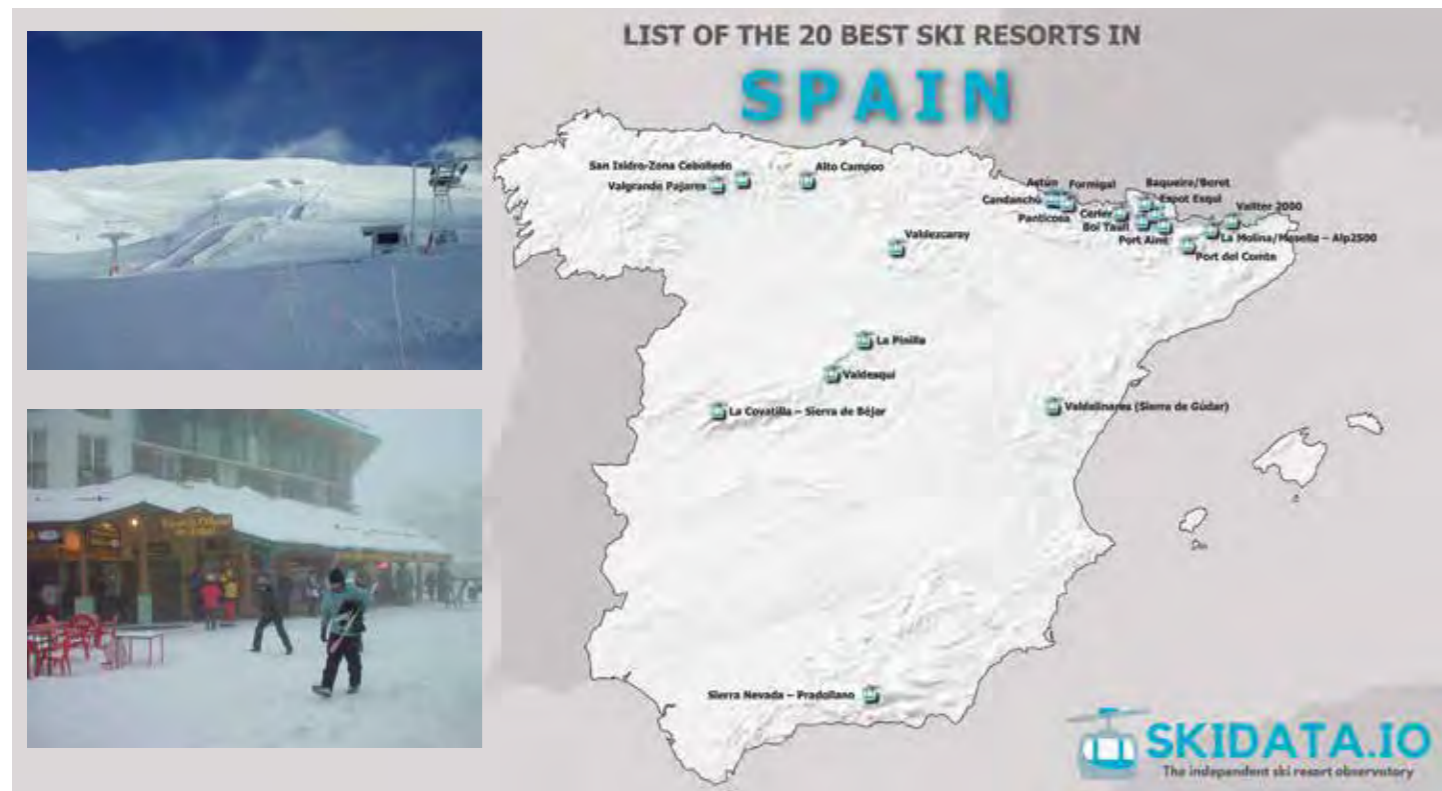 LIST OF THE 20 BEST SKI RESORTS IN
SPAIN
San Isidro-Zona Cebolledo
Valgrande Pajares
Alto Campoo
Astún
Formigal
Candanchú
Panticosa
Cerler
Boí Taüll
Baqueira/Beret
Espot Esquí
Port Ainé
Vallter 2000
La Molina/Masella – Alp2500
Port del Comte
Valdezcaray
La Pinilla
Valdesquí
La Covatilla – Sierra de Béjar
Valdelinares (Sierra de Gúdar)
Sierra Nevada – Pradollano
SKIDATA.IO
The independent ski resort observatory